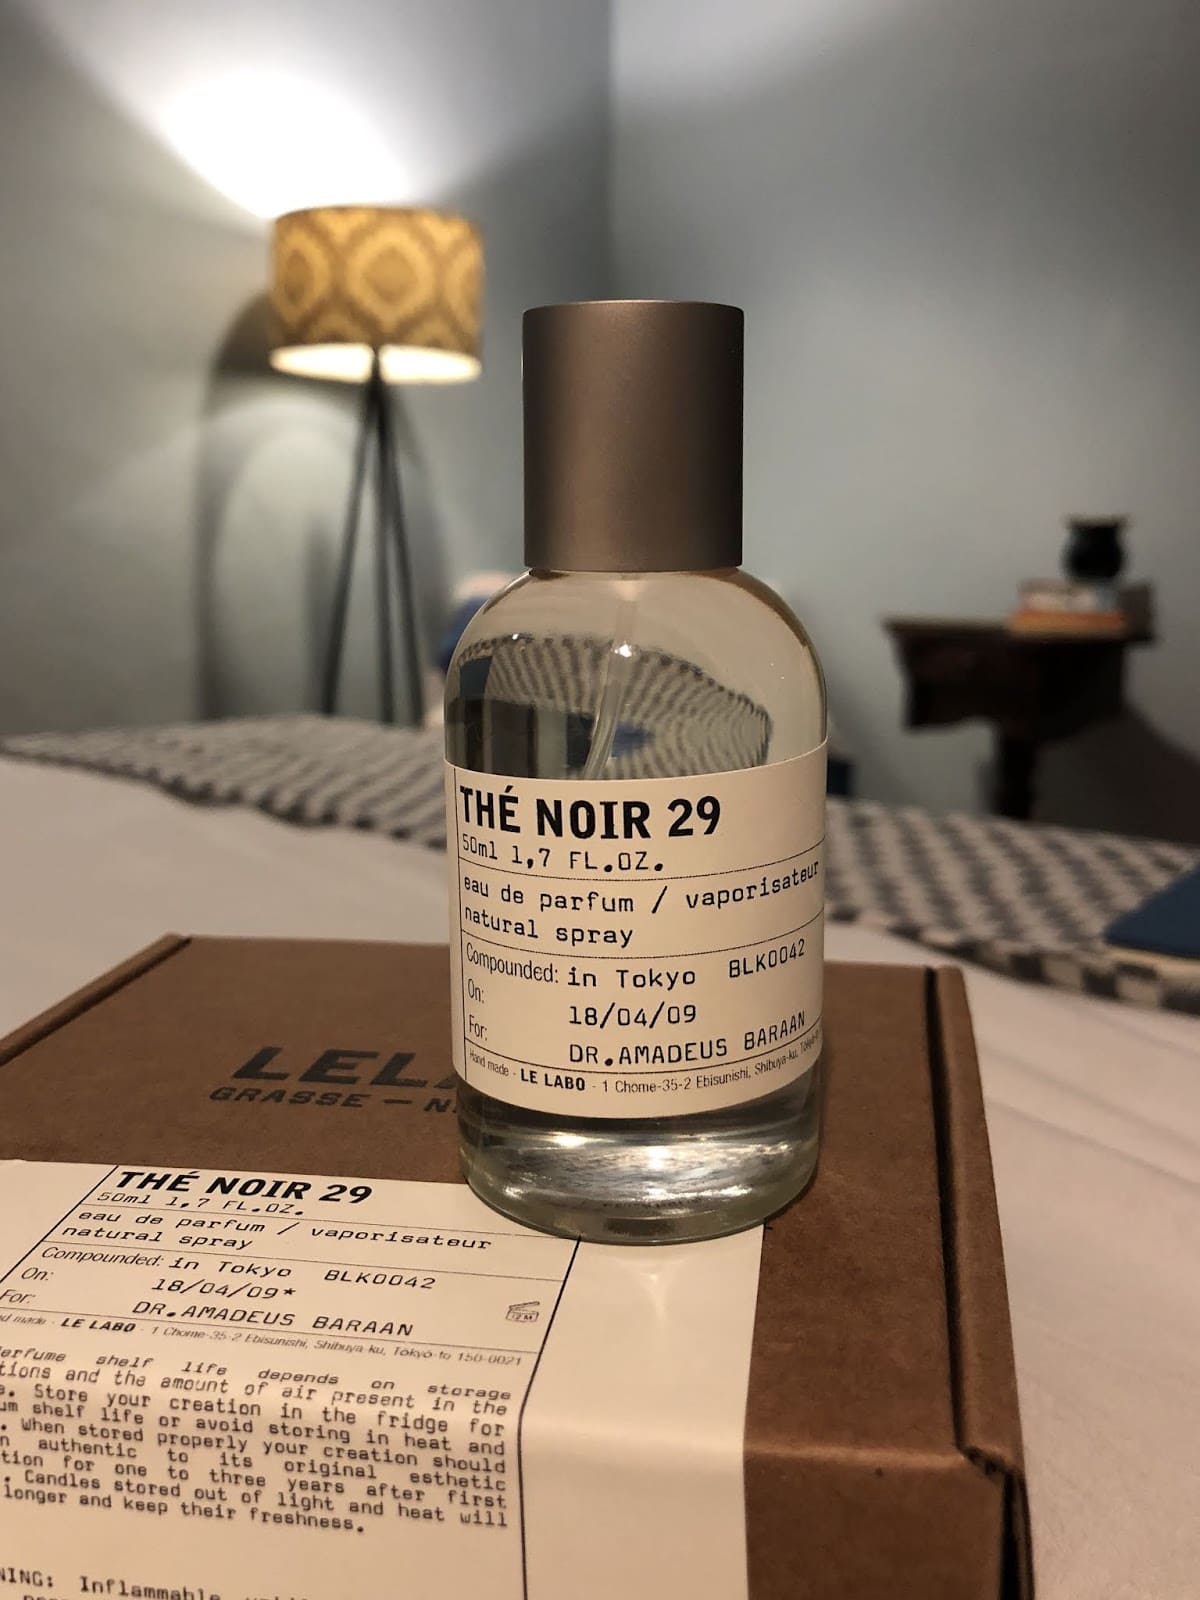 THÉ NOIR 29
50ml 1,7 FL.OZ.
eau de parfum / vaporisateur
natural spray
Compounded: in Tokyo BLK0042
On: 18/04/09
For: DR.AMADEUS BARAAN
Hand made - LE LABO - 1 Chome-35-2 Ebisunishi, Shibuya-ku,
GRASSE —
THÉ NOIR 29
50ml 1,7 FL.OZ.
eau de parfum / vaporisateur
natural spray
Compounded: in Tokyo BLK0042
On: 18/04/09*
For: DR.AMADEUS BARAAN
12M
made - LE LABO - 1 Chome-35-2 Ebisunishi, Shibuya-ku, Tokyo-to 150-0021
shelf life depends on storage
and the amount of air present in the
Store your creation in the fridge for
shelf life or avoid storing in heat and
When stored properly your creation should
authentic to its original esthetic
for one to three years after first
Candles stored out of light and heat will
longer and keep their freshness.